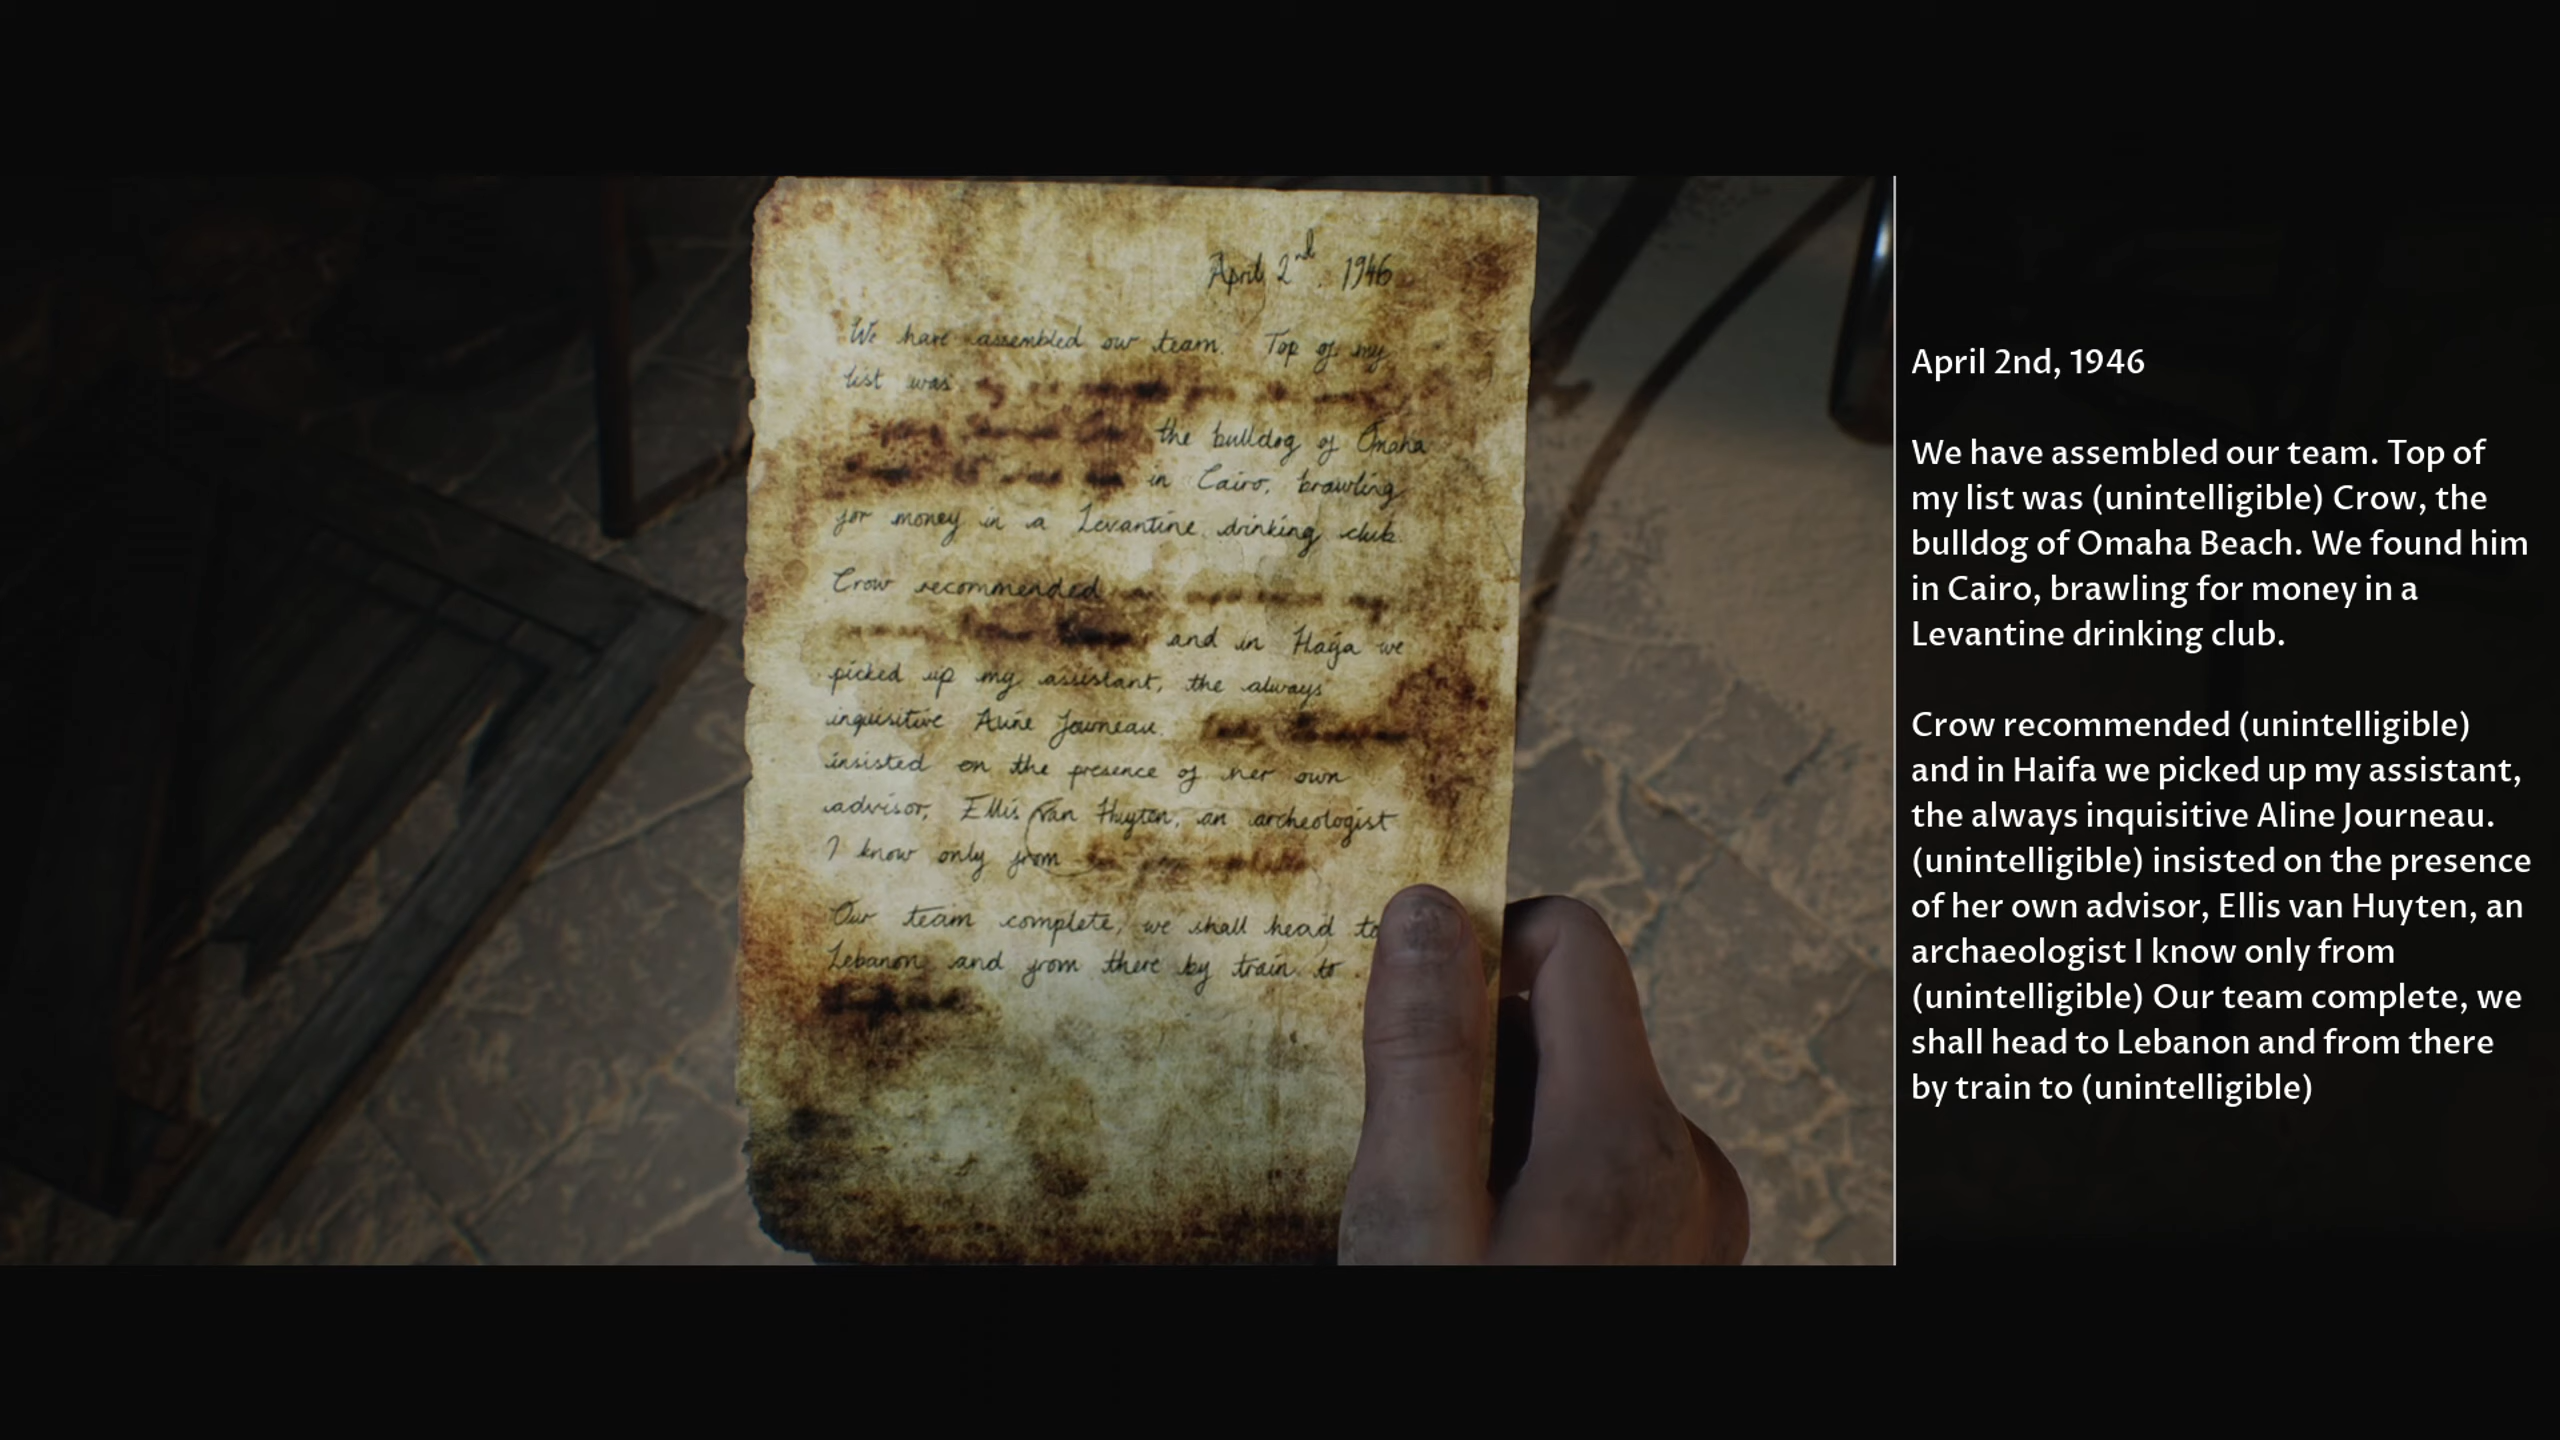 April 2nd. 1946
We have assembled our team. Top of my
list was
the bulldog of Omaha
in Cairo, brawling
for money in a Levantine drinking club.
Crow recommended
and in Haifa we
picked up my assistant, the always
inquisitive Aline Journeau.
insisted on the presence of her own
advisor, Ellis van Huyten, an archeologist
I know only from
Our team complete, we shall head to
Lebanon and from there by train to
April 2nd, 1946
We have assembled our team. Top of
my list was (unintelligible) Crow, the
bulldog of Omaha Beach. We found him
in Cairo, brawling for money in a
Levantine drinking club.
Crow recommended (unintelligible)
and in Haifa we picked up my assistant,
the always inquisitive Aline Journeau.
(unintelligible) insisted on the presence
of her own advisor, Ellis van Huyten, an
archaeologist I know only from
(unintelligible) Our team complete, we
shall head to Lebanon and from there
by train to (unintelligible)